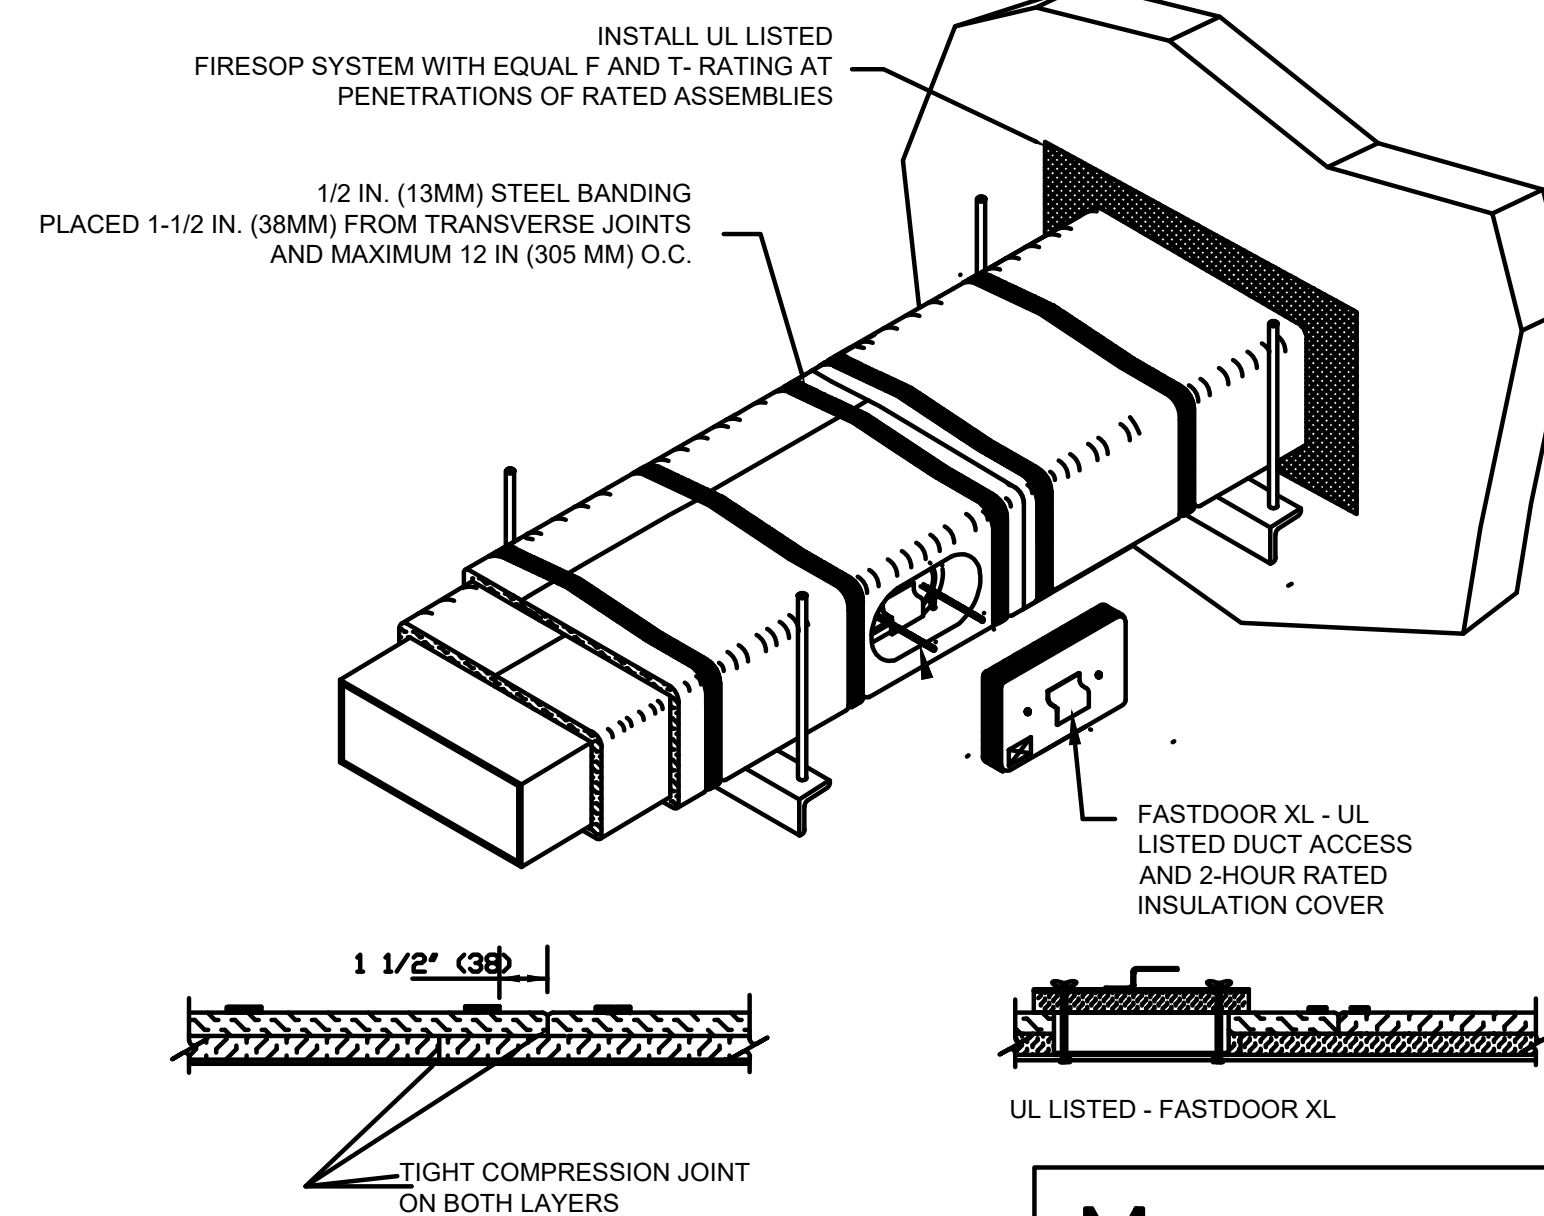 INSTALL UL LISTED
FIRESOP SYSTEM WITH EQUAL F AND T- RATING AT
PENETRATIONS OF RATED ASSEMBLIES
1/2 IN. (13MM) STEEL BANDING
PLACED 1-1/2 IN. (38MM) FROM TRANSVERSE JOINTS
AND MAXIMUM 12 IN (305 MM) O.C.
FASTDOOR XL - UL
LISTED DUCT ACCESS
AND 2-HOUR RATED
INSULATION COVER
1 1/2" (38)
UL LISTED - FASTDOOR XL
TIGHT COMPRESSION JOINT
ON BOTH LAYERS